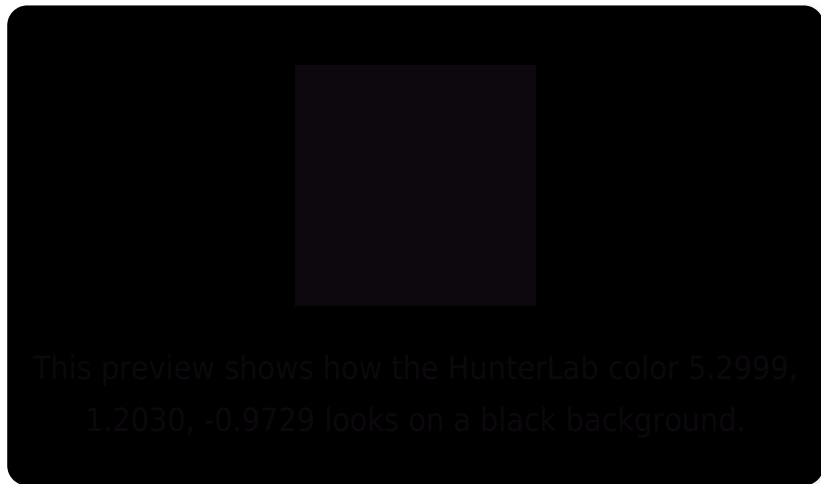 This preview shows how the HunterLab color 5.2999,
1.2030, -0.9729 looks on a black background.